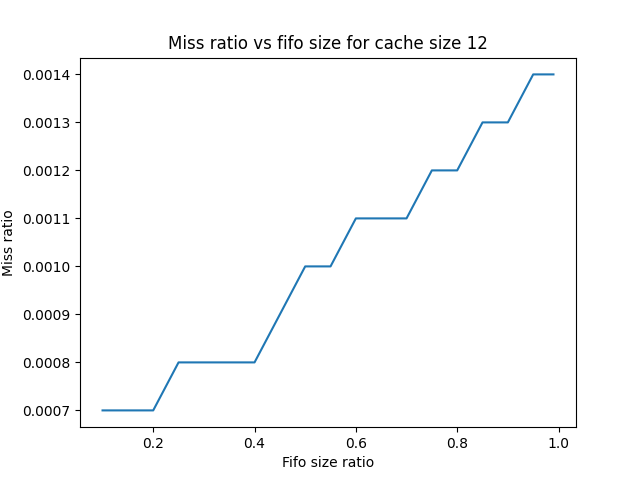 Miss ratio vs fifo size for cache size 12
0.0014
0.0013
0.0012
0.0011
0.0010
0.0009
0.0008
0.0007
Miss ratio
0.2 0.4 0.6 0.8 1.0
Fifo size ratio